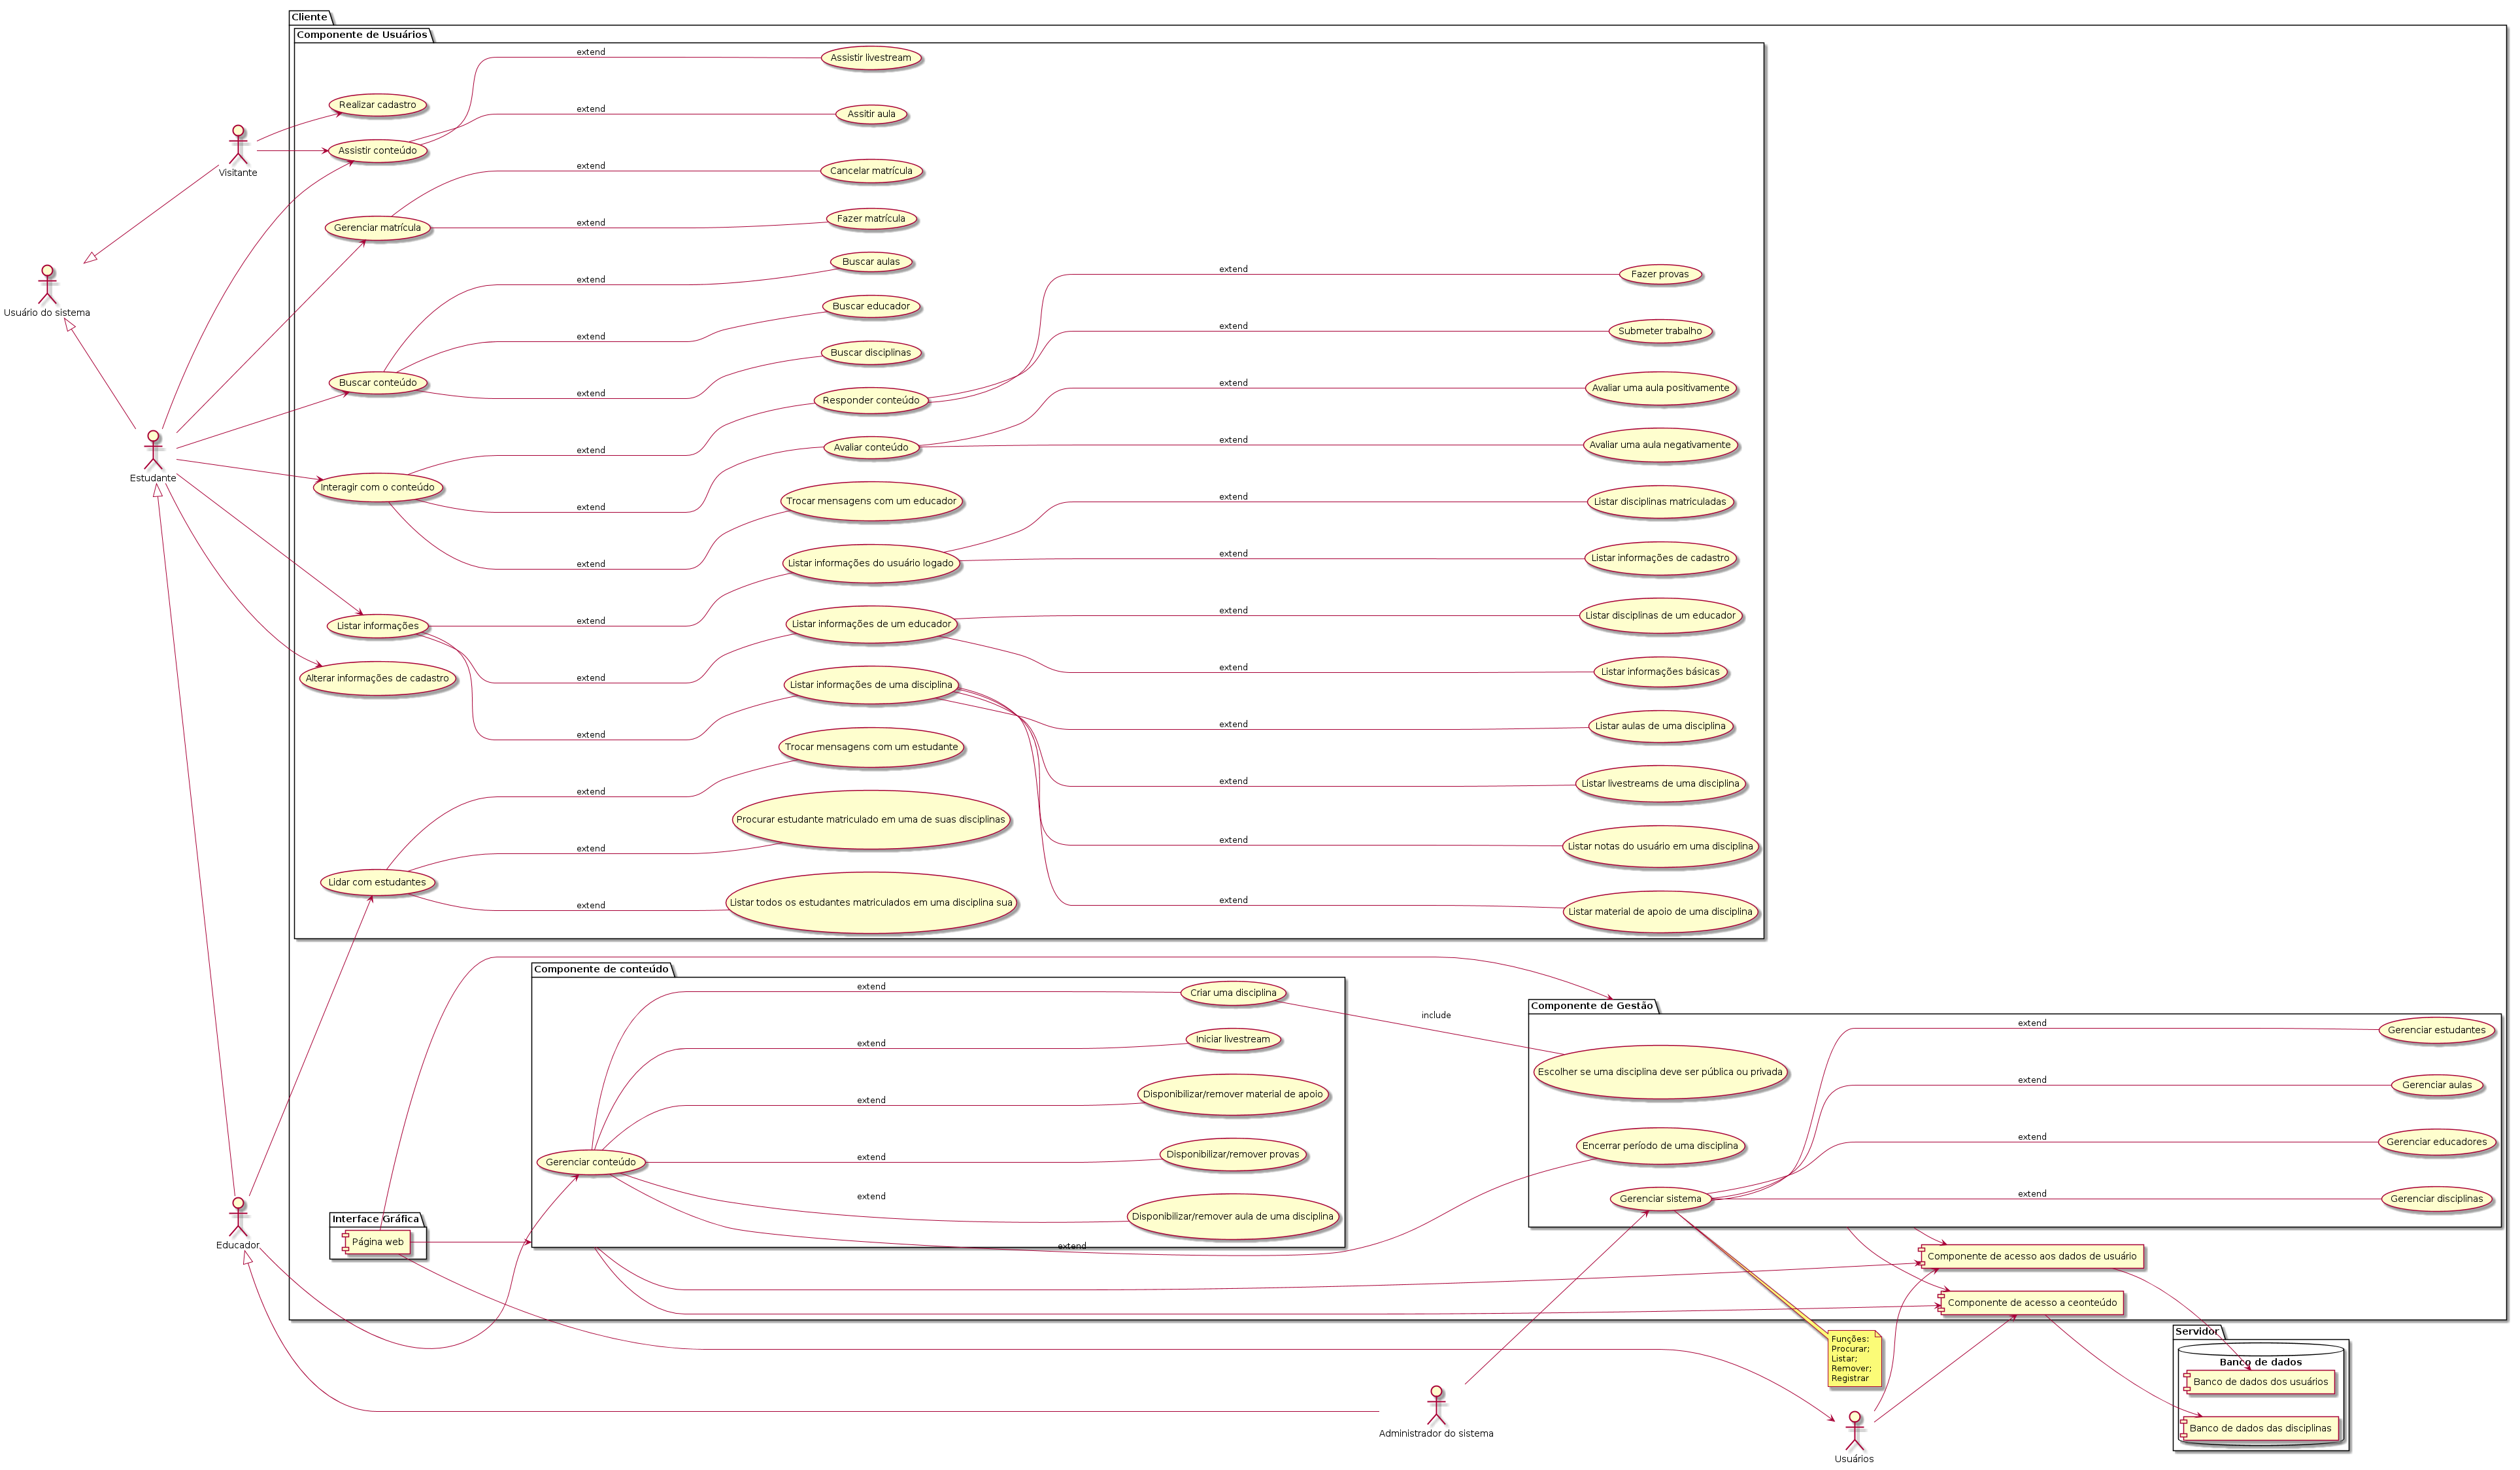 Cliente
Componente de Usuários
extend
Assistir livestream
Realizar cadastro
extend
Assitir aula
Assistir conteúdo
Visitante
extend
Cancelar matrícula
extend
Fazer matrícula
Gerenciar matrícula
extend
Buscar aulas
extend
Fazer provas
Usuário do sistema
extend
Buscar educador
extend
Submeter trabalho
Buscar disciplinas
Buscar conteúdo
extend
extend
Avaliar uma aula positivamente
Responder conteúdo
extend
Avaliar conteúdo
extend
Avaliar uma aula negativamente
Estudante
Interagir com o conteúdo
extend
Trocar mensagens com um educador
extend
Listar disciplinas matriculadas
extend
Listar informações do usuário logado
extend
Listar informações de cadastro
Listar informações
extend
Listar informações de um educador
extend
Listar disciplinas de um educador
Alterar informações de cadastro
extend
Listar informações de uma disciplina
extend
Listar informações básicas
extend
extend
Listar aulas de uma disciplina
Trocar mensagens com um estudante
extend
extend
Listar livestreams de uma disciplina
Procurar estudante matriculado em uma de suas disciplinas
extend
extend
Listar notas do usuário em uma disciplina
Lidar com estudantes
extend
Listar todos os estudantes matriculados em uma disciplina sua
extend
Listar material de apoio de uma disciplina
Componente de conteúdo
extend
Criar uma disciplina
Componente de Gestão
include
extend
Gerenciar estudantes
extend
Iniciar livestream
Escolher se uma disciplina deve ser pública ou privada
extend
Gerenciar aulas
extend
Disponibilizar/remover material de apoio
extend
Gerenciar educadores
Encerrar período de uma disciplina
extend
Disponibilizar/remover provas
Gerenciar conteúdo
extend
Gerenciar disciplinas
Gerenciar sistema
extend
Disponibilizar/remover aula de uma disciplina
extend
Interface Gráfica
Página web
Educador
Componente de acesso aos dados de usuário
Componente de acesso a ceonteúdo
Funções:
Procurar;
Listar;
Remover;
Registrar
Servidor
Banco de dados
Banco de dados dos usuários
Banco de dados das disciplinas
Administrador do sistema
Usuários